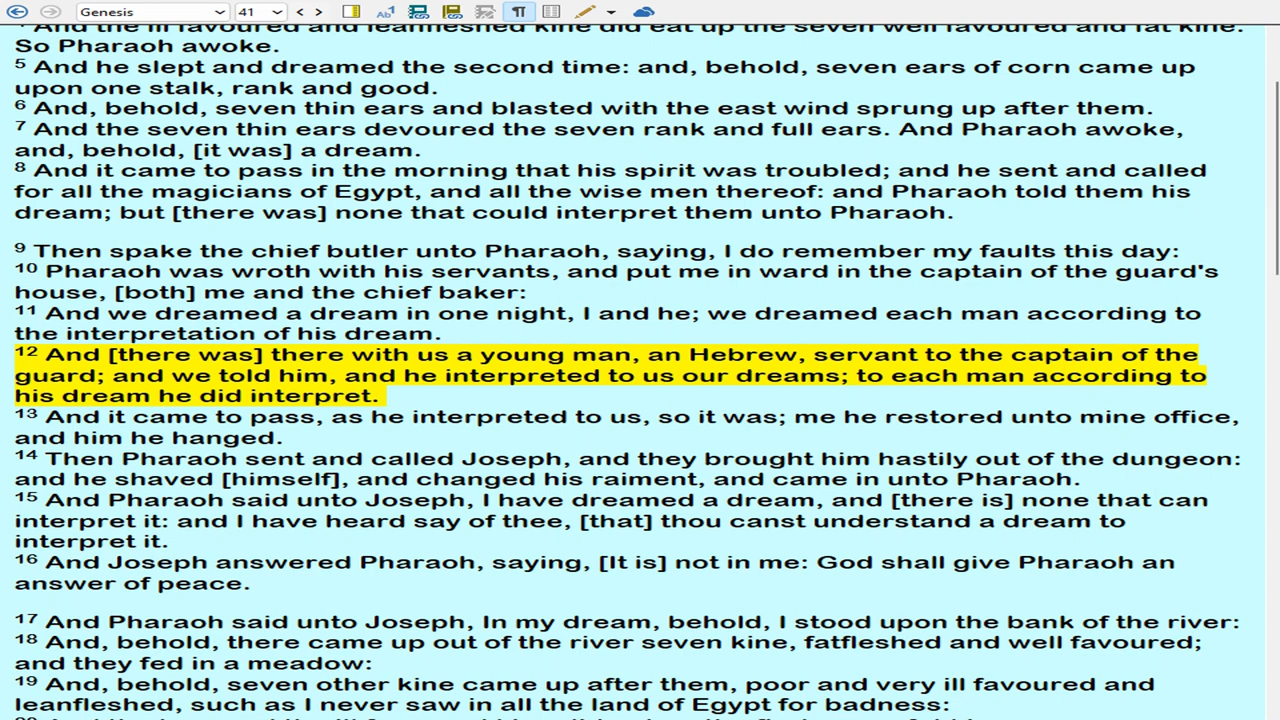 Genesis 41 < >
And the ill favoured and leanfleshed kine did eat up the seven well favoured and fat kine.
So Pharaoh awoke.
5 And he slept and dreamed the second time: and, behold, seven ears of corn came up
upon one stalk, rank and good.
6 And, behold, seven thin ears and blasted with the east wind sprung up after them.
7 And the seven thin ears devoured the seven rank and full ears. And Pharaoh awoke,
and, behold, [it was] a dream.
8 And it came to pass in the morning that his spirit was troubled; and he sent and called
for all the magicians of Egypt, and all the wise men thereof: and Pharaoh told them his
dream; but [there was] none that could interpret them unto Pharaoh.
9 Then spake the chief butler unto Pharaoh, saying, I do remember my faults this day:
10 Pharaoh was wroth with his servants, and put me in ward in the captain of the guard's
house, [both] me and the chief baker:
11 And we dreamed a dream in one night, I and he; we dreamed each man according to
the interpretation of his dream.
12 And [there was] there with us a young man, an Hebrew, servant to the captain of the
guard; and we told him, and he interpreted to us our dreams; to each man according to
his dream he did interpret.
13 And it came to pass, as he interpreted to us, so it was; me he restored unto mine office,
and him he hanged.
14 Then Pharaoh sent and called Joseph, and they brought him hastily out of the dungeon:
and he shaved [himself], and changed his raiment, and came in unto Pharaoh.
15 And Pharaoh said unto Joseph, I have dreamed a dream, and [there is] none that can
interpret it: and I have heard say of thee, [that] thou canst understand a dream to
interpret it.
16 And Joseph answered Pharaoh, saying, [It is] not in me: God shall give Pharaoh an
answer of peace.
17 And Pharaoh said unto Joseph, In my dream, behold, I stood upon the bank of the river:
18 And, behold, there came up out of the river seven kine, fatfleshed and well favoured;
and they fed in a meadow:
19 And, behold, seven other kine came up after them, poor and very ill favoured and
leanfleshed, such as I never saw in all the land of Egypt for badness: